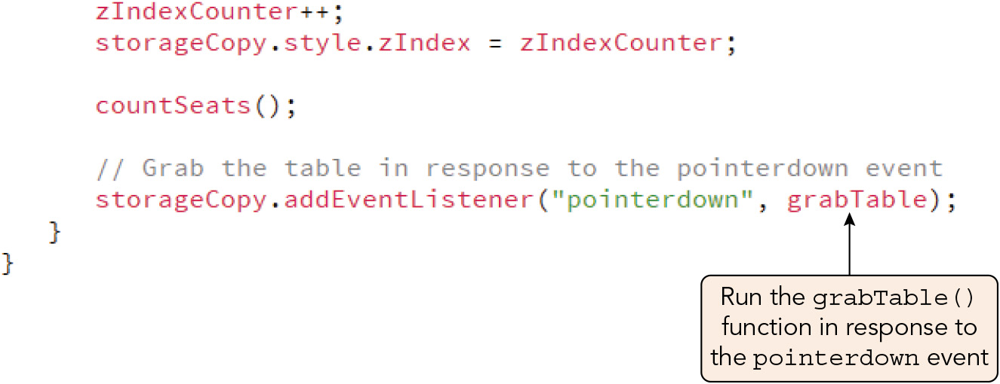 zIndexCounter++;
storageCopy.style.zIndex = zIndexCounter;
countSeats();
// Grab the table in response to the pointerdown event
storageCopy.addEventListener("pointerdown", grabTable);
}
}
Run the grabTable()
function in response to
the pointerdown event